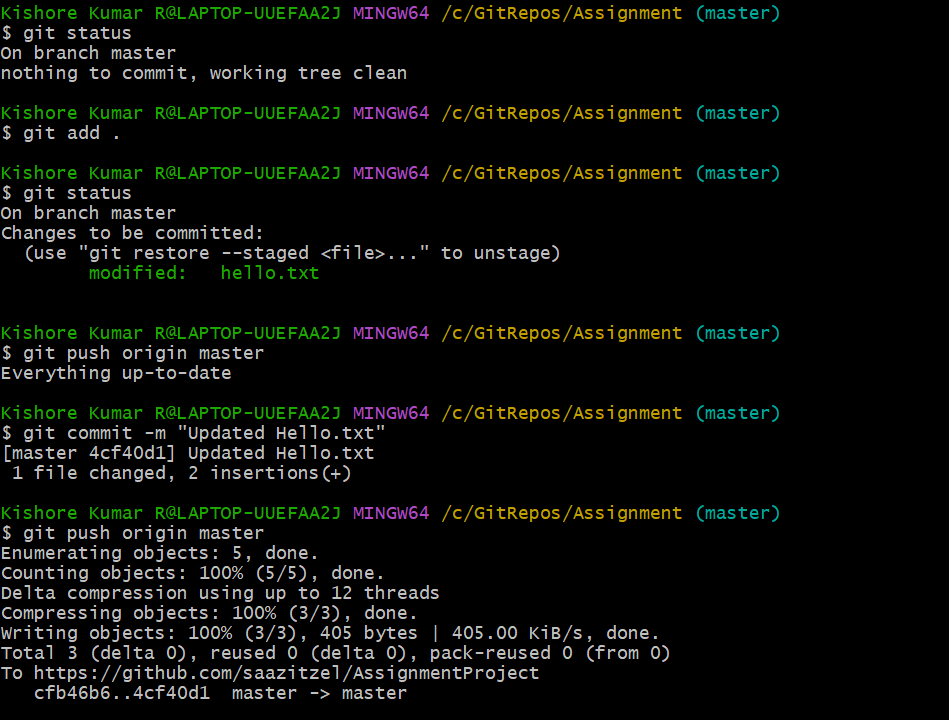 Kishore Kumar R@LAPTOP-UUEFAA2J MINGW64 /c/GitRepos/Assignment (master)
$ git status
On branch master
nothing to commit, working tree clean
Kishore Kumar R@LAPTOP-UUEFAA2J MINGW64 /c/GitRepos/Assignment (master)
$ git add .
Kishore Kumar R@LAPTOP-UUEFAA2J MINGW64 /c/GitRepos/Assignment (master)
$ git status
On branch master
Changes to be committed:
  (use "git restore --staged <file>..." to unstage)
        modified:   hello.txt
Kishore Kumar R@LAPTOP-UUEFAA2J MINGW64 /c/GitRepos/Assignment (master)
$ git push origin master
Everything up-to-date
Kishore Kumar R@LAPTOP-UUEFAA2J MINGW64 /c/GitRepos/Assignment (master)
$ git commit -m "Updated Hello.txt"
[master 4cf40d1] Updated Hello.txt
 1 file changed, 2 insertions(+)
Kishore Kumar R@LAPTOP-UUEFAA2J MINGW64 /c/GitRepos/Assignment (master)
$ git push origin master
Enumerating objects: 5, done.
Counting objects: 100% (5/5), done.
Delta compression using up to 12 threads
Compressing objects: 100% (3/3), done.
Writing objects: 100% (3/3), 405 bytes | 405.00 KiB/s, done.
Total 3 (delta 0), reused 0 (delta 0), pack-reused 0 (from 0)
To https://github.com/saazitzel/AssignmentProject
   cfb46b6..4cf40d1  master -> master